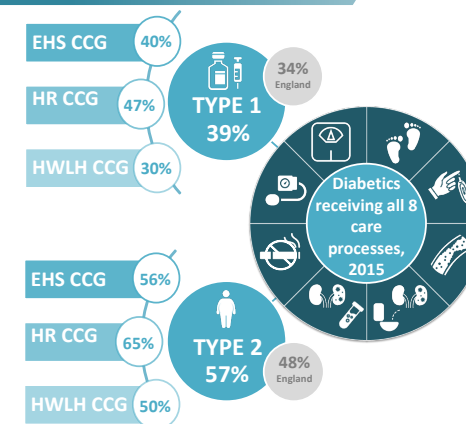 EHS CCG 40%
HR CCG 47%
HWLH CCG 30%
TYPE 1
39%
34%
England
Diabetics
receiving all 8
care
processes,
2015
EHS CCG 56%
HR CCG 65%
HWLH CCG 50%
TYPE 2
57%
48%
England